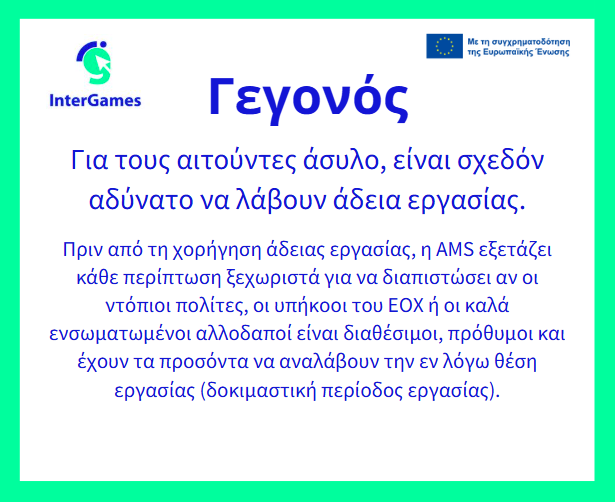 Με τη συγχρηματοδότηση
της Ευρωπαϊκής Ένωσης
InterGames
Γεγονός
Για τους αιτούντες άσυλο, είναι σχεδόν
αδύνατο να λάβουν άδεια εργασίας.
Πριν από τη χορήγηση άδειας εργασίας, η AMS εξετάζει
κάθε περίπτωση ξεχωριστά για να διαπιστώσει αν οι
ντόπιοι πολίτες, οι υπήκοοι του ΕΟΧ ή οι καλά
ενσωματωμένοι αλλοδαποί είναι διαθέσιμοι, πρόθυμοι και
έχουν τα προσόντα να αναλάβουν την εν λόγω θέση
εργασίας (δοκιμαστική περίοδος εργασίας).